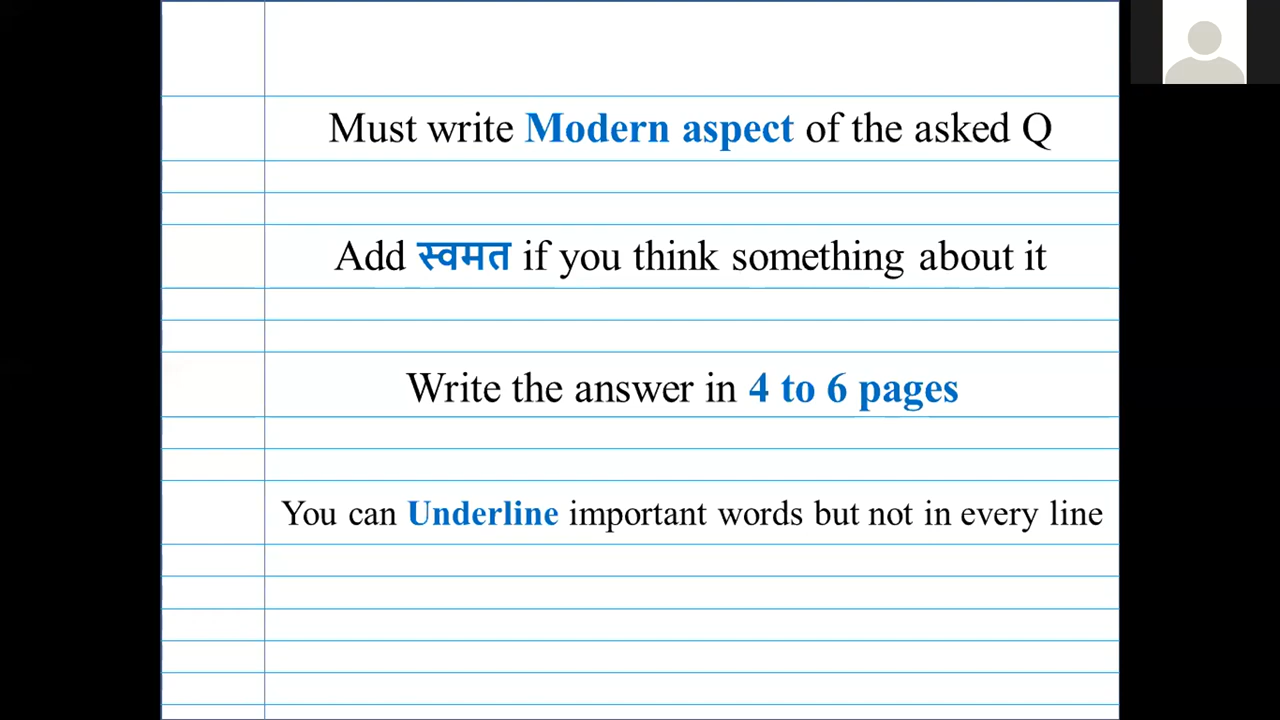 Must write Modern aspect of the asked Q
Add स्वमत if you think something about it
Write the answer in 4 to 6 pages
You can Underline important words but not in every line